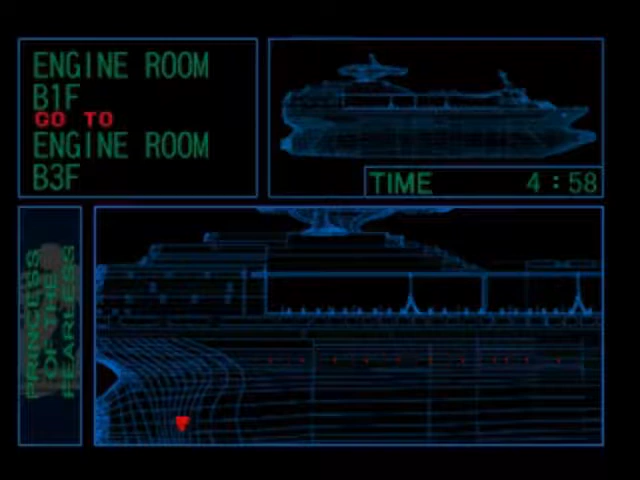 ENGINE ROOM
B1F
GO TO
ENGINE ROOM
B3F
TIME 4:58
PRINCESS
OF THE
FEARLESS